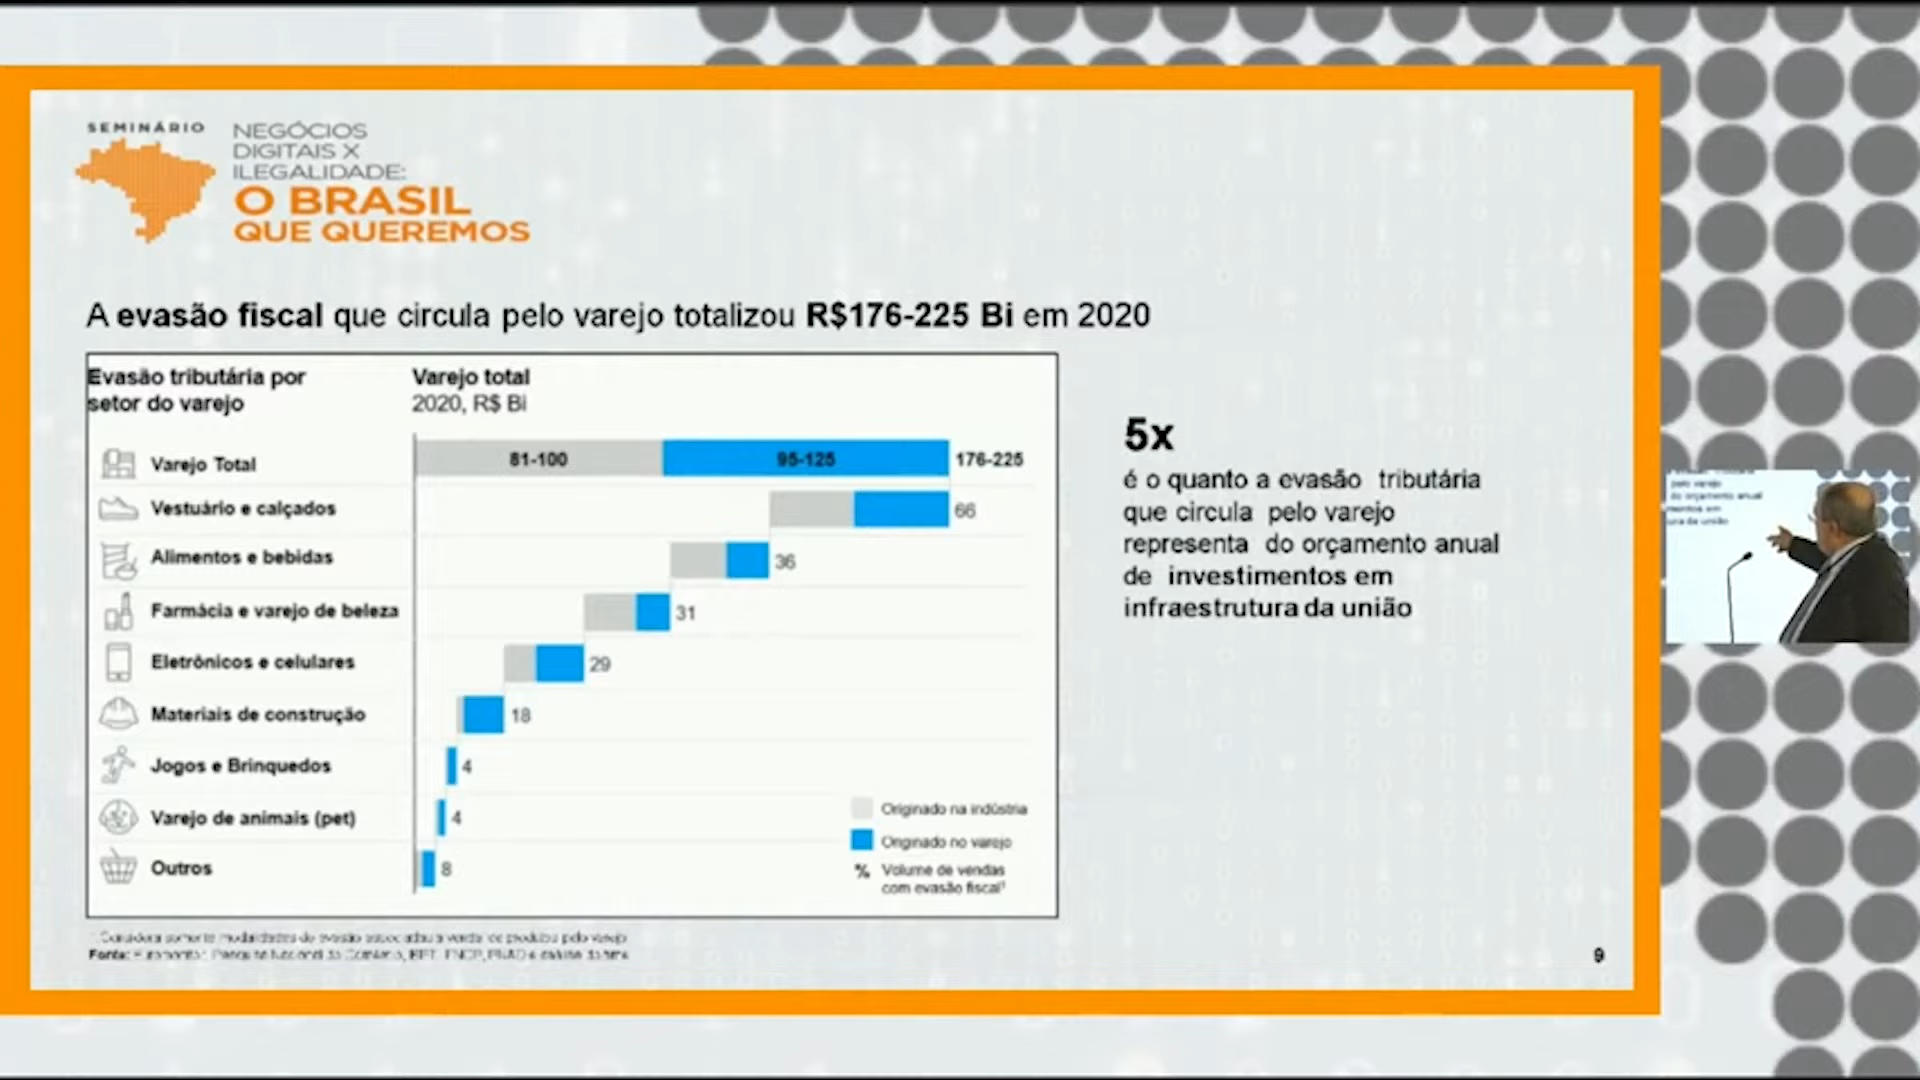 SEMINÁRIO
NEGÓCIOS
DIGITAIS X
ILEGALIDADE:
O BRASIL
QUE QUEREMOS
A evasão fiscal que circula pelo varejo totalizou R$176-225 Bi em 2020
Evasão tributária por
setor do varejo
Varejo total
2020, R$ Bi
Varejo Total
81-100
95-125
176-225
Vestuário e calçados
66
Alimentos e bebidas
36
Farmácia e varejo de beleza
31
Eletrônicos e celulares
29
Materiais de construção
18
Jogos e Brinquedos
4
Varejo de animais (pet)
4
Outros
8
Originado na indústria
Originado no varejo
% Volume de vendas
com evasão fiscal¹
5x
é o quanto a evasão tributária
que circula pelo varejo
representa do orçamento anual
de investimentos em
infraestrutura da união
Fonte:
9
pelo varejo
do orçamento anual